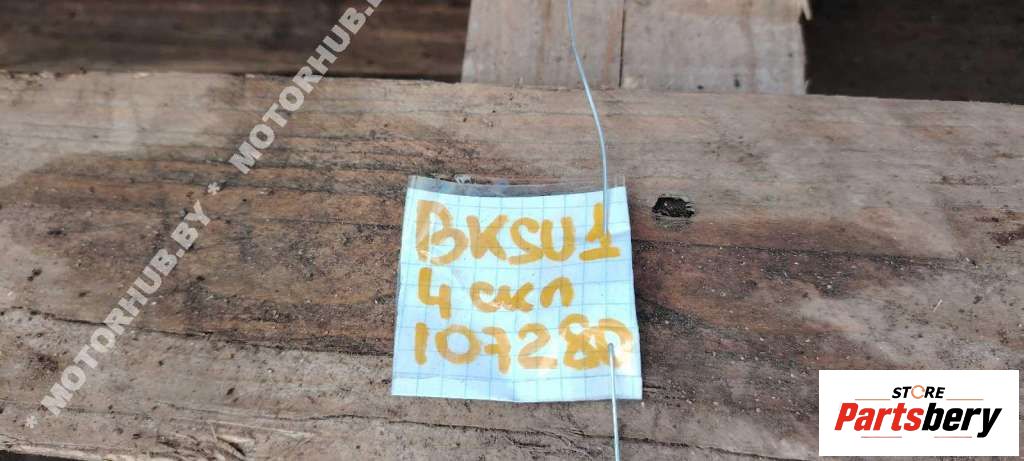 * MOTORHUB.BY * MOTORHUB.BY
BKSU1
4 скл
107280
STORE
Partsbery